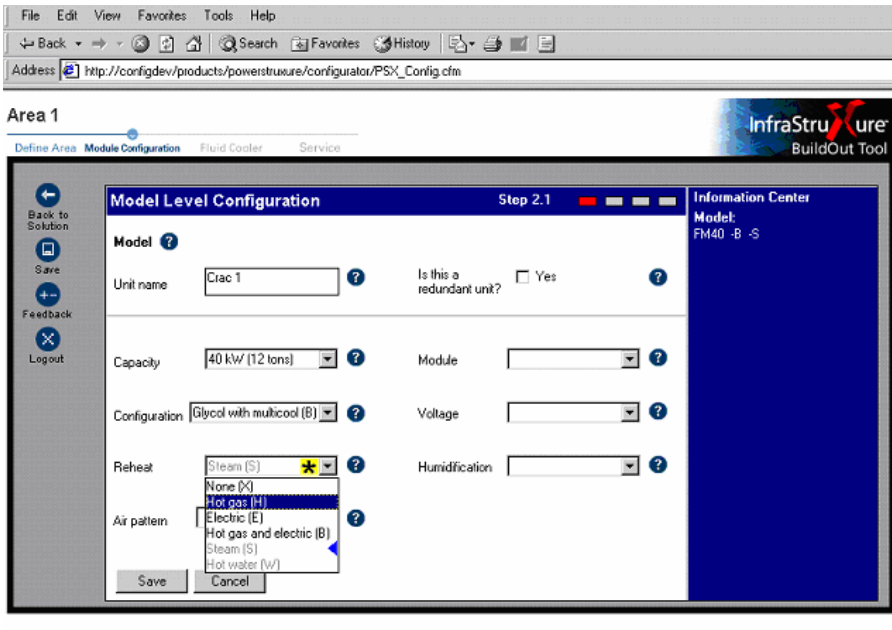 File Edit View Favorites Tools Help
Back Search Favorites History
Address http://configdev/products/powerstruxure/configurator/PSX_Config.cfm
Area 1
Define Area Module Configuration Fluid Cooler Service
InfraStruXure
BuildOut Tool
Back to
Solution
Save
Feedback
Logout
Model Level Configuration Step 2.1
Model ?
Unit name Crac 1 ? Is this a
redundant unit? Yes ?
Capacity 40 kW (12 tons) ? Module ?
Configuration Glycol with multicool (B) ? Voltage ?
Reheat Steam (S) * ? Humidification ?
None (X)
Hot gas (H)
Electric (E)
Hot gas and electric (B)
Steam (S)
Hot water (W)
Air pattern ?
Save Cancel
Information Center
Model:
FM40 -B -S